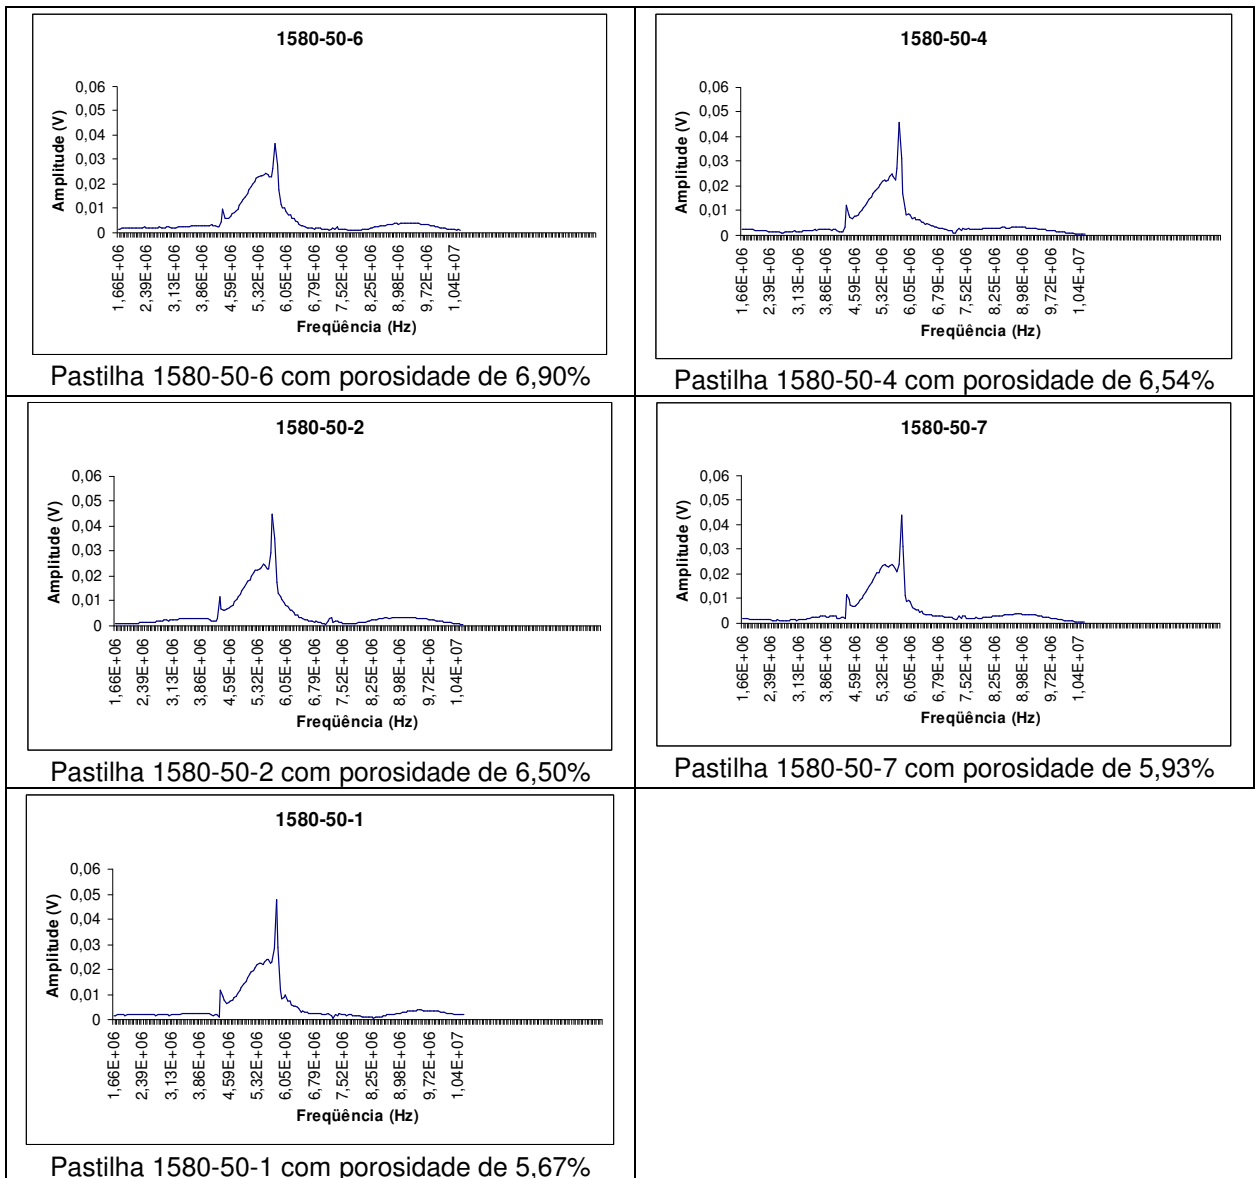 1580-50-6
0,06
0,05
0,04
0,03
0,02
0,01
0
Amplitude (V)
1,66E+06
2,39E+06
3,13E+06
3,86E+06
4,59E+06
5,32E+06
6,05E+06
6,79E+06
7,52E+06
8,25E+06
8,98E+06
9,72E+06
1,04E+07
Freqüência (Hz)
Pastilha 1580-50-6 com porosidade de 6,90%
1580-50-4
0,06
0,05
0,04
0,03
0,02
0,01
0
Amplitude (V)
1,66E+06
2,39E+06
3,13E+06
3,86E+06
4,59E+06
5,32E+06
6,05E+06
6,79E+06
7,52E+06
8,25E+06
8,98E+06
9,72E+06
1,04E+07
Freqüência (Hz)
Pastilha 1580-50-4 com porosidade de 6,54%
1580-50-2
0,06
0,05
0,04
0,03
0,02
0,01
0
Amplitude (V)
1,66E+06
2,39E+06
3,13E+06
3,86E+06
4,59E+06
5,32E+06
6,05E+06
6,79E+06
7,52E+06
8,25E+06
8,98E+06
9,72E+06
1,04E+07
Freqüência (Hz)
Pastilha 1580-50-2 com porosidade de 6,50%
1580-50-7
0,06
0,05
0,04
0,03
0,02
0,01
0
Amplitude (V)
1,66E+06
2,39E+06
3,13E+06
3,86E+06
4,59E+06
5,32E+06
6,05E+06
6,79E+06
7,52E+06
8,25E+06
8,98E+06
9,72E+06
1,04E+07
Freqüência (Hz)
Pastilha 1580-50-7 com porosidade de 5,93%
1580-50-1
0,06
0,05
0,04
0,03
0,02
0,01
0
Amplitude (V)
1,66E+06
2,39E+06
3,13E+06
3,86E+06
4,59E+06
5,32E+06
6,05E+06
6,79E+06
7,52E+06
8,25E+06
8,98E+06
9,72E+06
1,04E+07
Freqüência (Hz)
Pastilha 1580-50-1 com porosidade de 5,67%